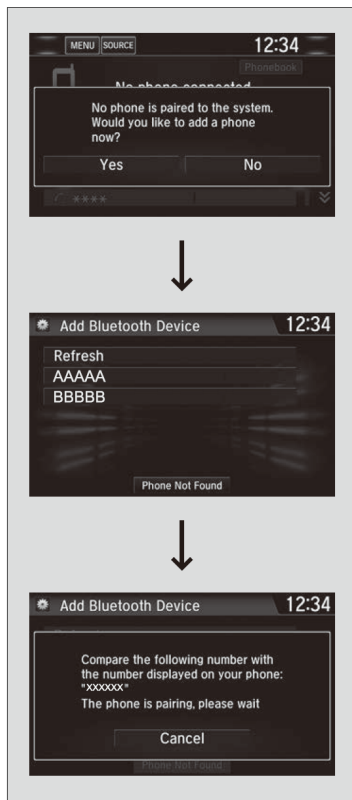 MENU SOURCE 12:34
Phonebook
No phone connected
No phone is paired to the system.
Would you like to add a phone
now?
Yes No
****
Add Bluetooth Device 12:34
Refresh
AAAAA
BBBBB
Phone Not Found
Add Bluetooth Device 12:34
Compare the following number with
the number displayed on your phone:
"XXXXXX"
The phone is pairing, please wait
Cancel
Phone Not Found